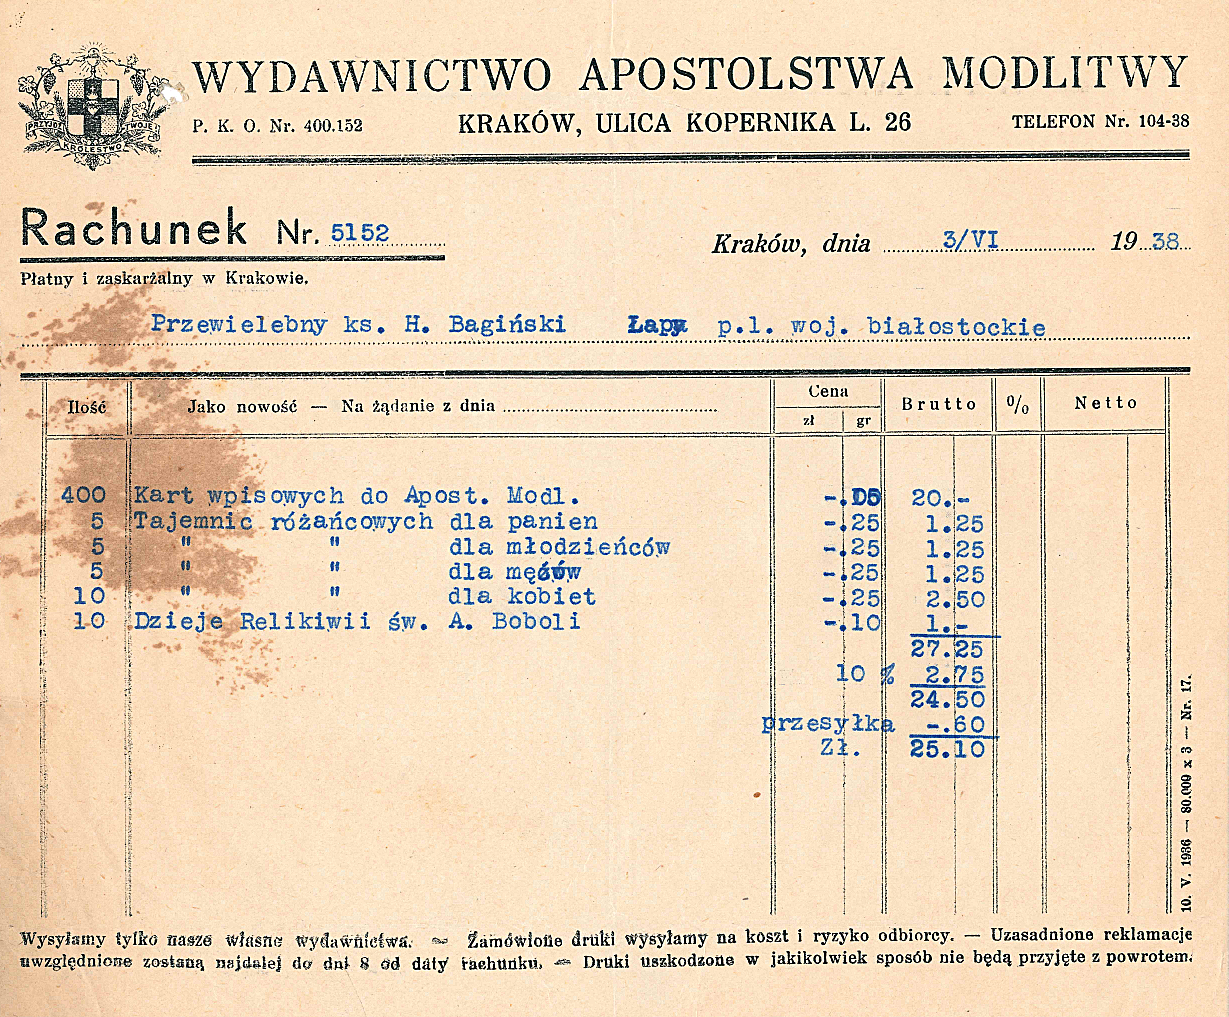 WYDAWNICTWO APOSTOLSTWA MODLITWY
P. K. O. Nr. 400.152 KRAKÓW, ULICA KOPERNIKA L. 26 TELEFON Nr. 104-38
PRZYJDŹ TWOJE
KRÓLESTWO
Rachunek Nr. 5152 Kraków, dnia 3/VI 1938
Płatny i zaskarżalny w Krakowie.
Przewielebny ks. H. Bagiński Łapy p.l. woj. białostockie
Ilość Jako nowość — Na żądanie z dnia Cena zł gr Brutto % Netto
400 Kart wpisowych do Apost. Modl. -.05 20.-
5 Tajemnic różańcowych dla panien -.25 1.25
5 " " dla młodzieńców -.25 1.25
5 " " dla mężów -.25 1.25
10 " " dla kobiet -.25 2.50
10 Dzieje Relikiwii św. A. Boboli -.10 1.-
27.25
10 % 2.75
24.50
przesyłka -.60
Zł. 25.10
10. V. 1936 — 80.000 x 3 — Nr. 17.
Wysyłamy tylko nasze własne wydawnictwa. — Zamówione druki wysyłamy na koszt i ryzyko odbiorcy. — Uzasadnione reklamacje
uwzględnione zostaną najdalej do dni 8 od daty rachunku. — Druki uszkodzone w jakikolwiek sposób nie będą przyjęte z powrotem.